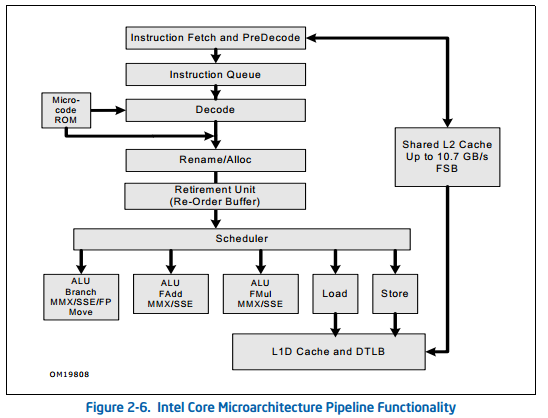 Instruction Fetch and PreDecode
Instruction Queue
Micro-
code
ROM
Decode
Shared L2 Cache
Up to 10.7 GB/s
FSB
Rename/Alloc
Retirement Unit
(Re-Order Buffer)
Scheduler
ALU
Branch
MMX/SSE/FP
Move
ALU
FAdd
MMX/SSE
ALU
FMul
MMX/SSE
Load
Store
L1D Cache and DTLB
OM19808
Figure 2-6. Intel Core Microarchitecture Pipeline Functionality